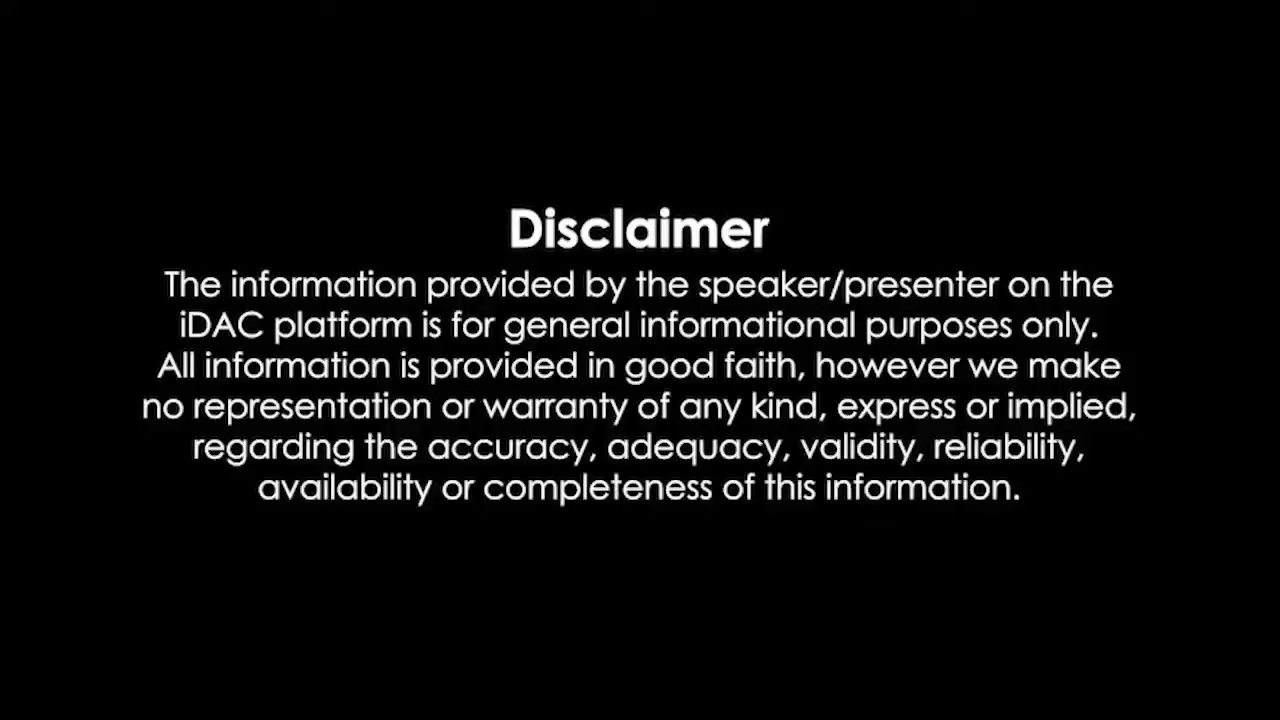 Disclaimer
The information provided by the speaker/presenter on the
iDAC platform is for general informational purposes only.
All information is provided in good faith, however we make
no representation or warranty of any kind, express or implied,
regarding the accuracy, adequacy, validity, reliability,
availability or completeness of this information.